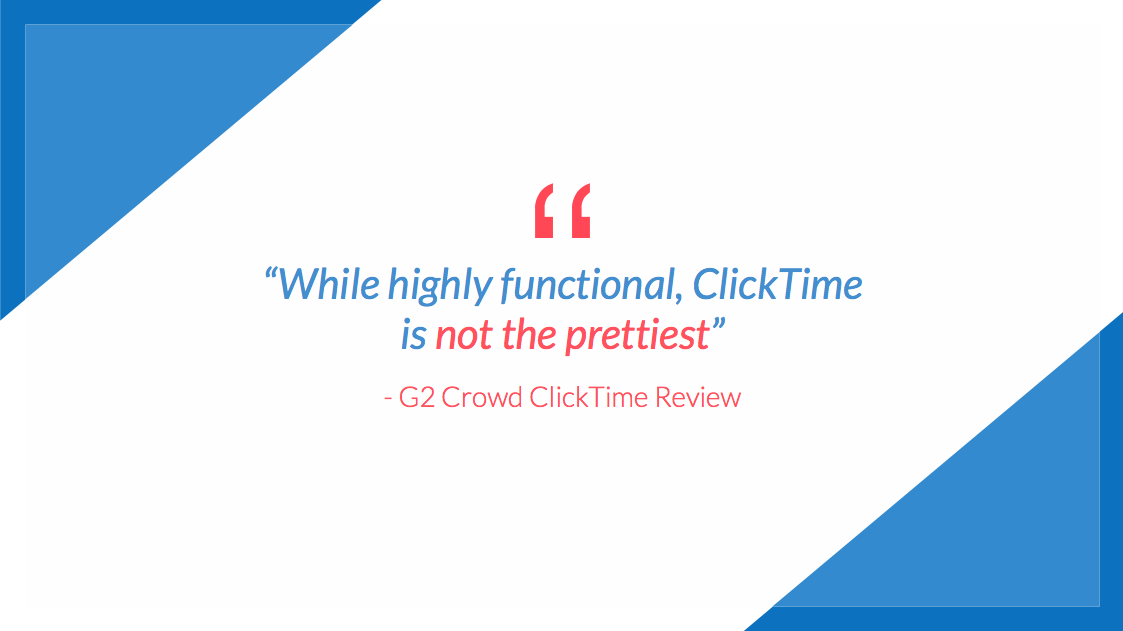 “
“While highly functional, ClickTime
is not the prettiest”
- G2 Crowd ClickTime Review